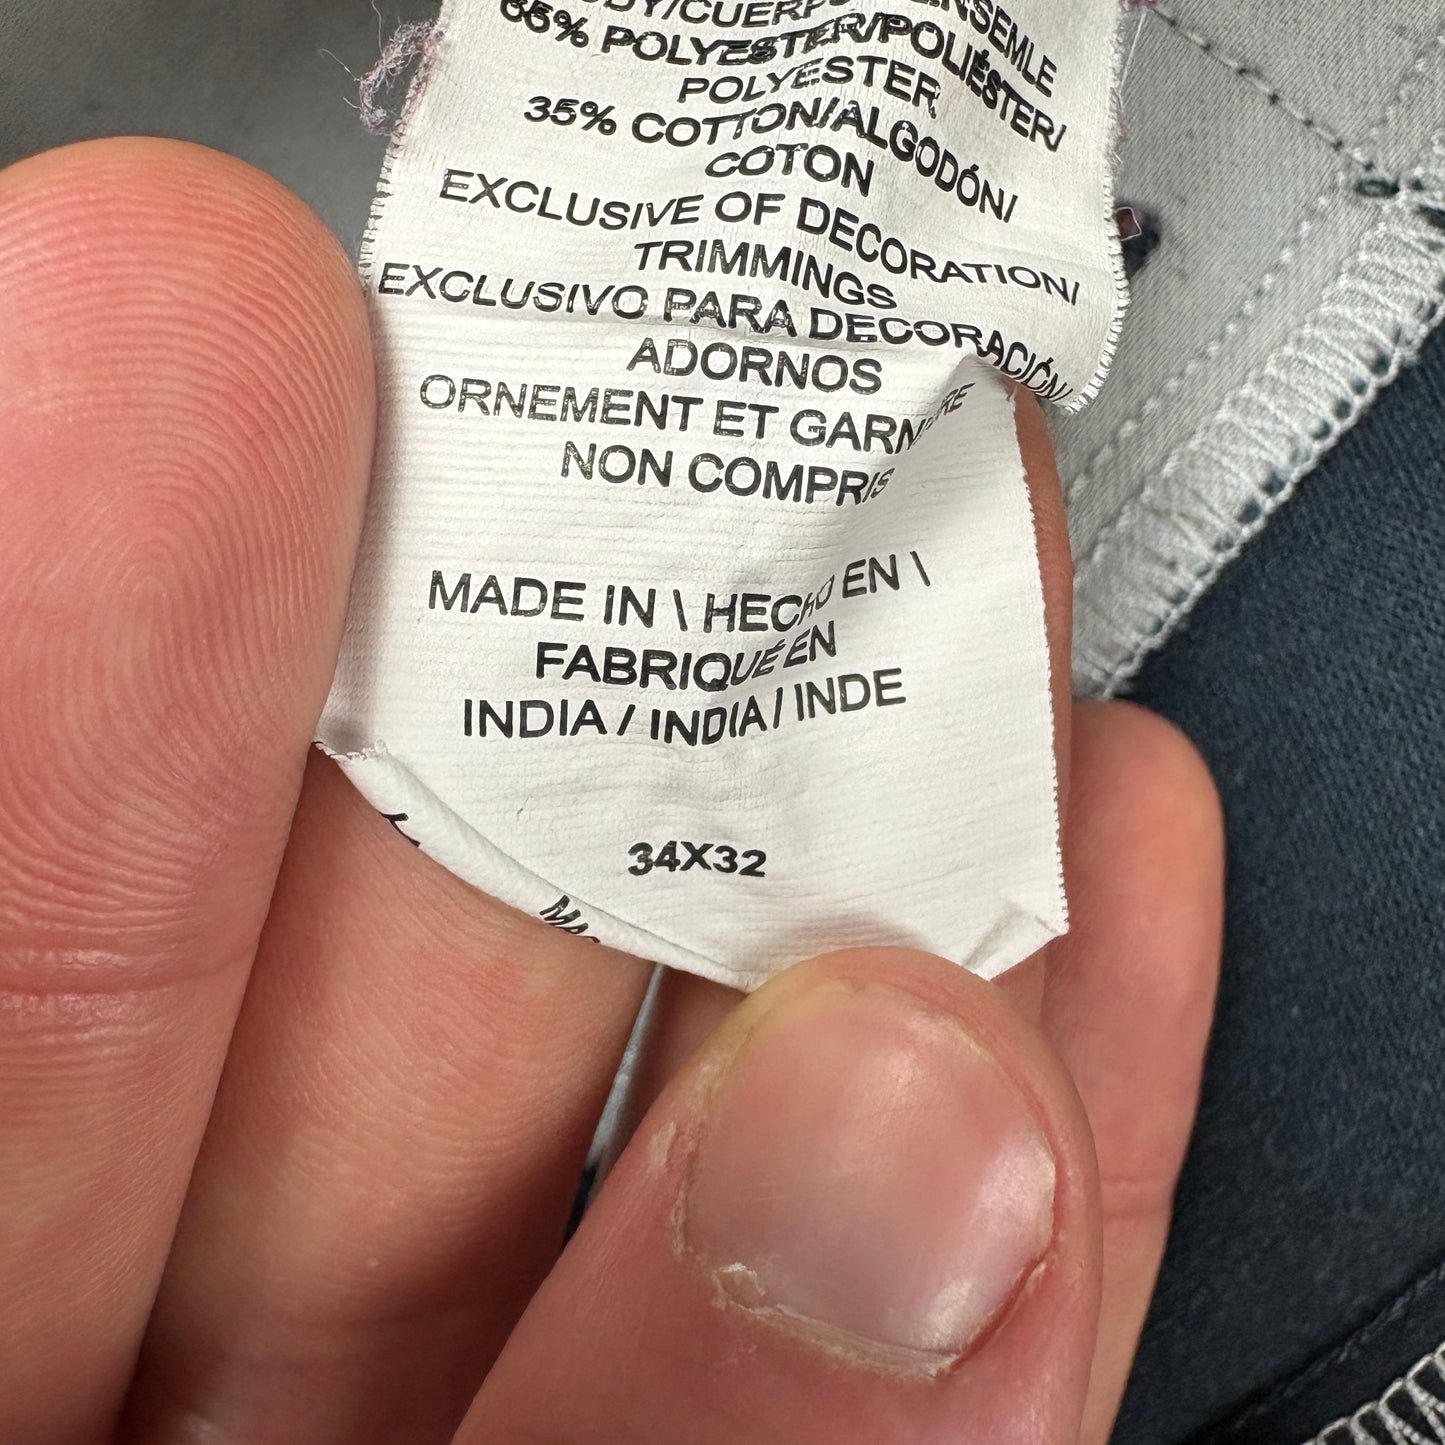 65% POLYESTER/POLIÉSTER/
POLYESTER
35% COTTON/ALGODÓN/
COTON
EXCLUSIVE OF DECORATION/
TRIMMINGS
EXCLUSIVO PARA DECORACIÓN/
ADORNOS
ORNEMENT ET
NON COMPRIS
MADE IN \ HECHO EN \
FABRIQUÉ EN
INDIA / INDIA / INDE
34X32